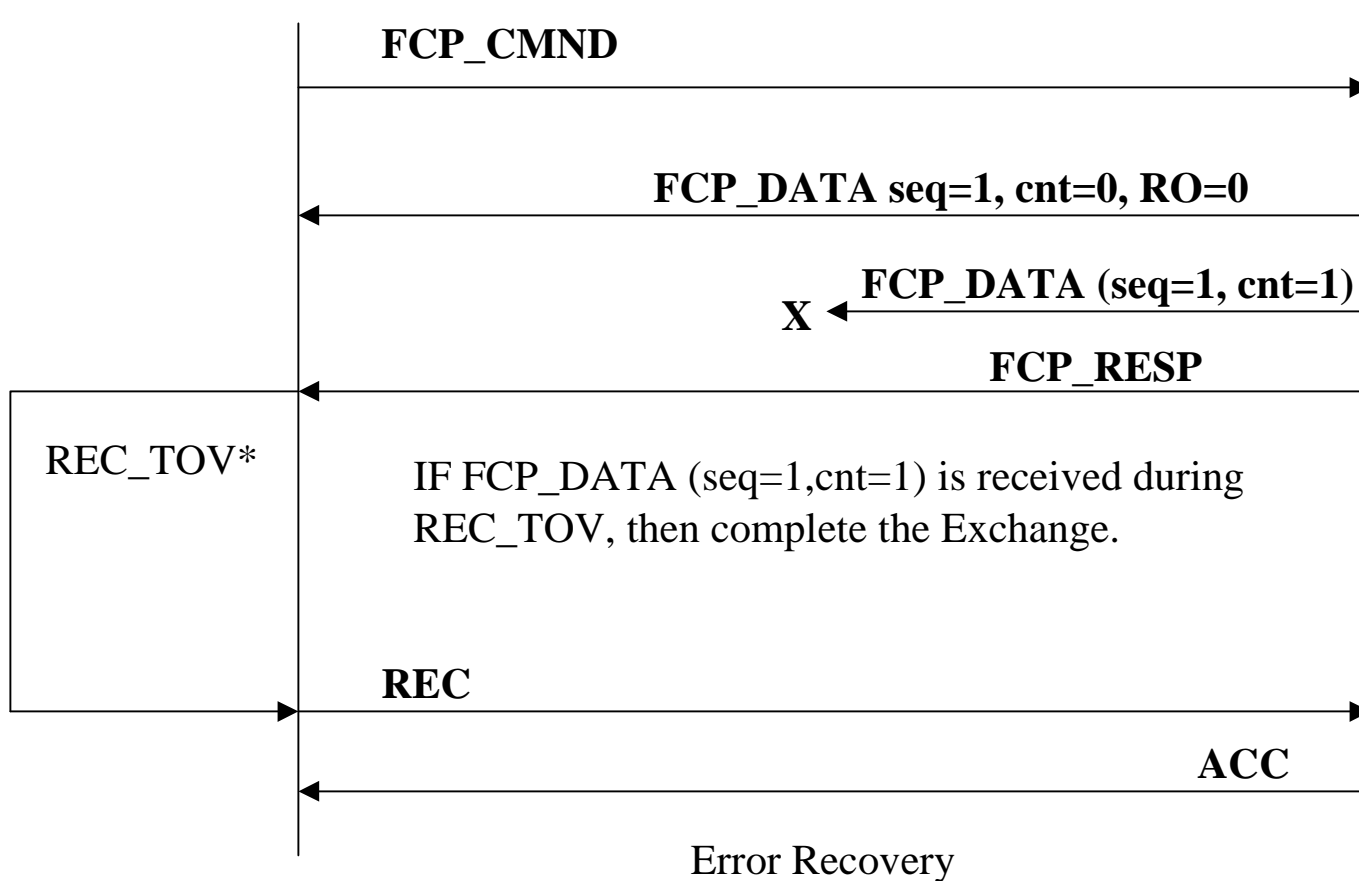 FCP_CMND
FCP_DATA seq=1, cnt=0, RO=0
FCP_DATA (seq=1, cnt=1)
X
FCP_RESP
REC_TOV*
IF FCP_DATA (seq=1,cnt=1) is received during
REC_TOV, then complete the Exchange.
REC
ACC
Error Recovery